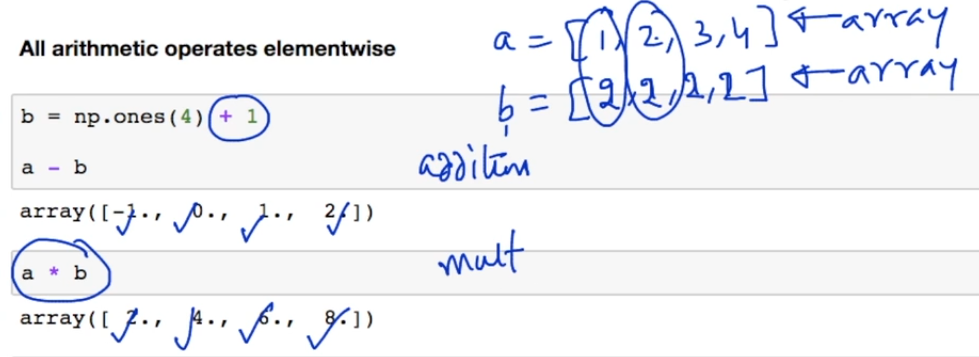 All arithmetic operates elementwise
a = [1, 2, 3, 4] ← array
b = [2, 2, 2, 2] ← array
b = np.ones(4) + 1
a - b
addition
array([-1.,  0.,  1.,  2.])
a * b
mult
array([ 2.,  4.,  6.,  8.])